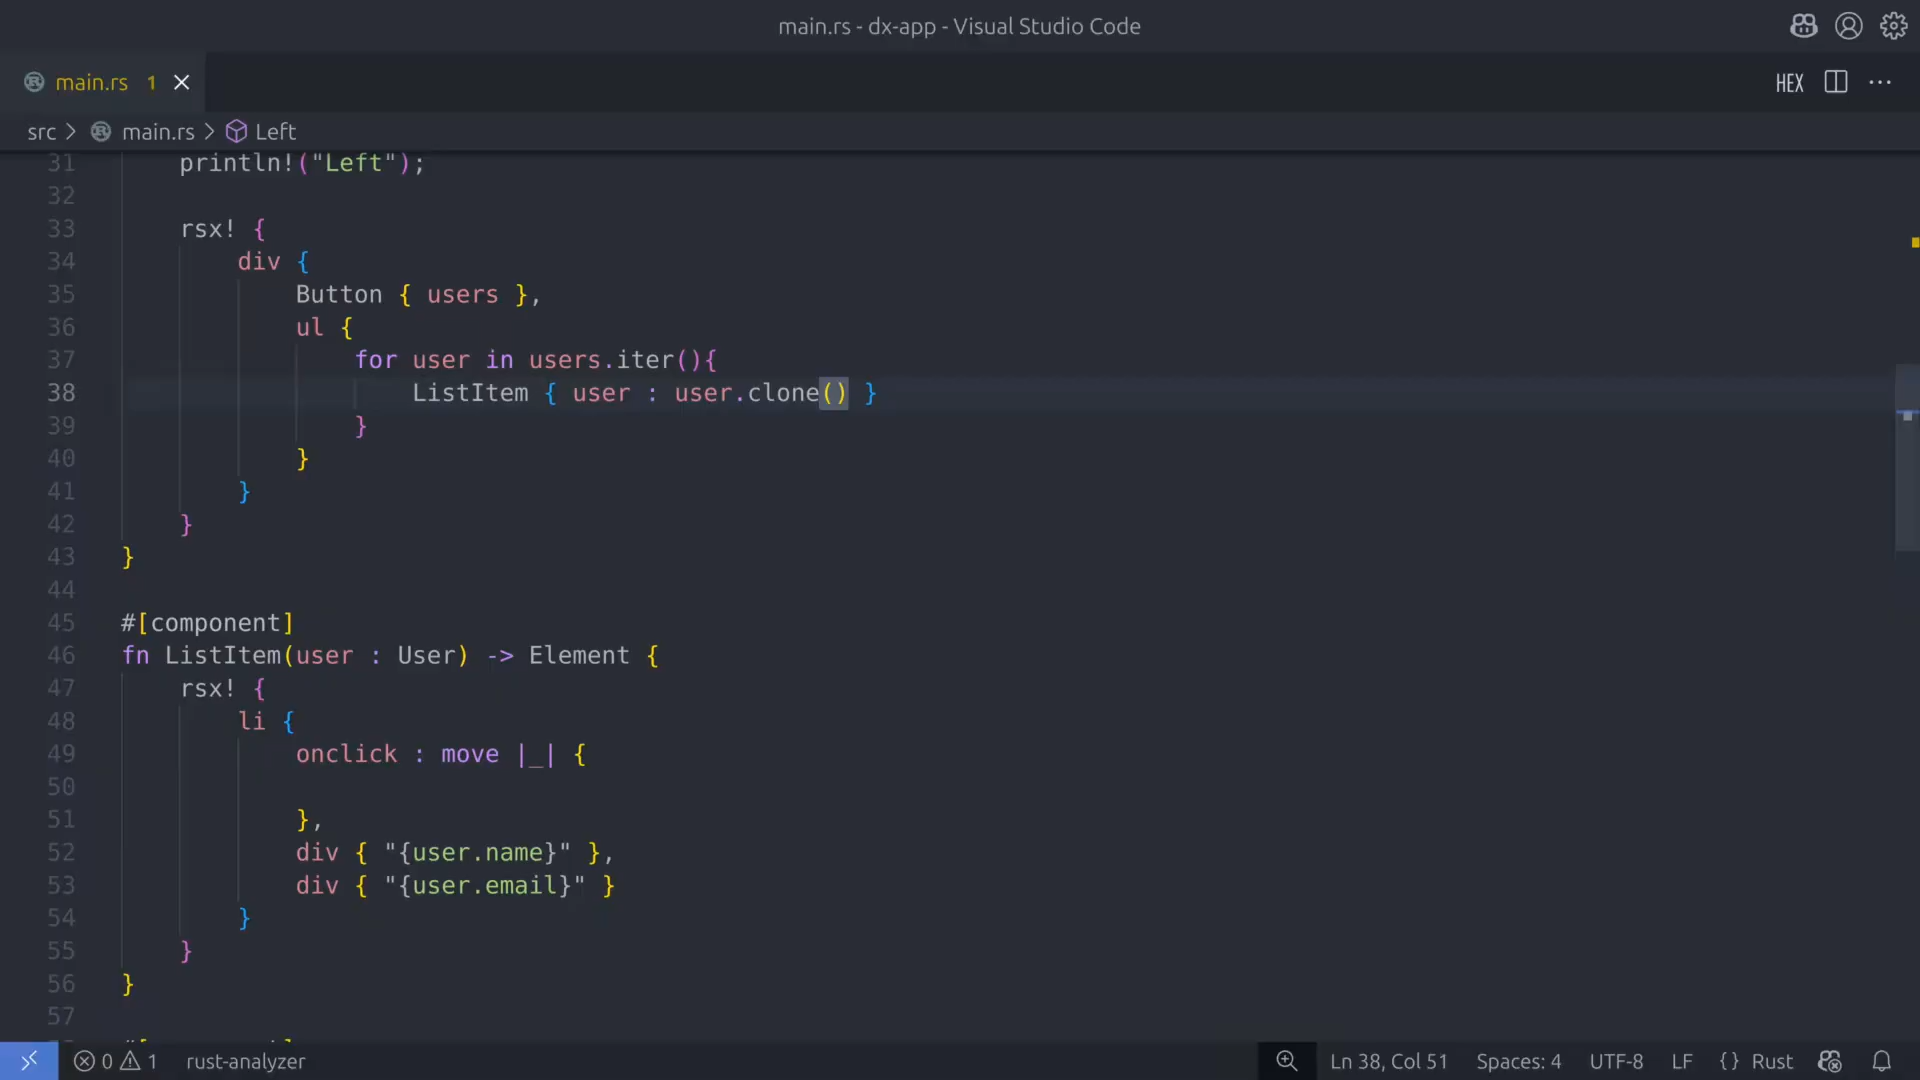 main.rs - dx-app - Visual Studio Code
main.rs 1
HEX
src > main.rs > Left
31 println!("Left");
32
33 rsx! {
34 div {
35 Button { users },
36 ul {
37 for user in users.iter(){
38 ListItem { user : user.clone() }
39 }
40 }
41 }
42 }
43 }
44
45 #[component]
46 fn ListItem(user : User) -> Element {
47 rsx! {
48 li {
49 onclick : move |_| {
50
51 },
52 div { "{user.name}" },
53 div { "{user.email}" }
54 }
55 }
56 }
57
0 1 rust-analyzer Ln 38, Col 51 Spaces: 4 UTF-8 LF {} Rust